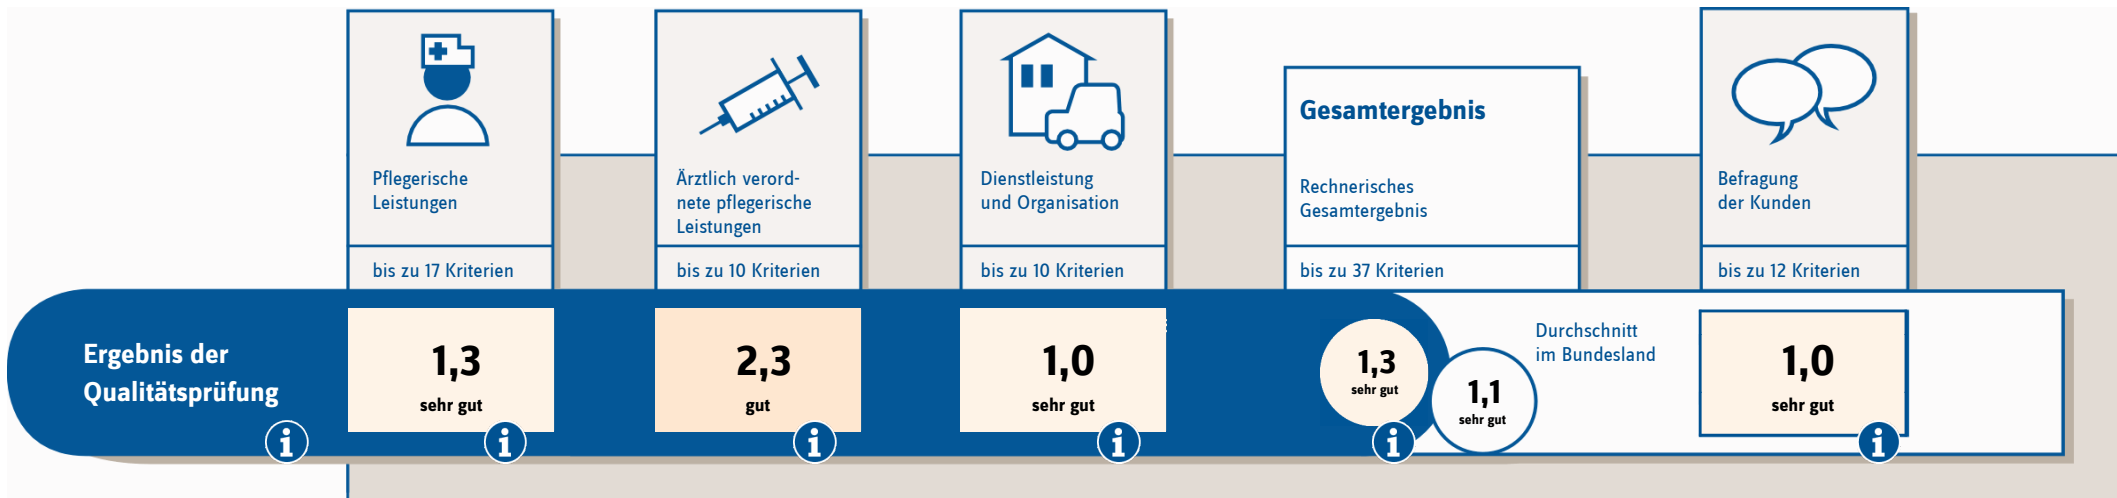 Pflegerische
Leistungen
bis zu 17 Kriterien
Ärztlich verord-
nete pflegerische
Leistungen
bis zu 10 Kriterien
Dienstleistung
und Organisation
bis zu 10 Kriterien
Gesamtergebnis
Rechnerisches
Gesamtergebnis
bis zu 37 Kriterien
Befragung
der Kunden
bis zu 12 Kriterien
Ergebnis der
Qualitätsprüfung
i
1,3
sehr gut
i
2,3
gut
i
1,0
sehr gut
i
1,3
sehr gut
i
1,1
sehr gut
Durchschnitt
im Bundesland
1,0
sehr gut
i